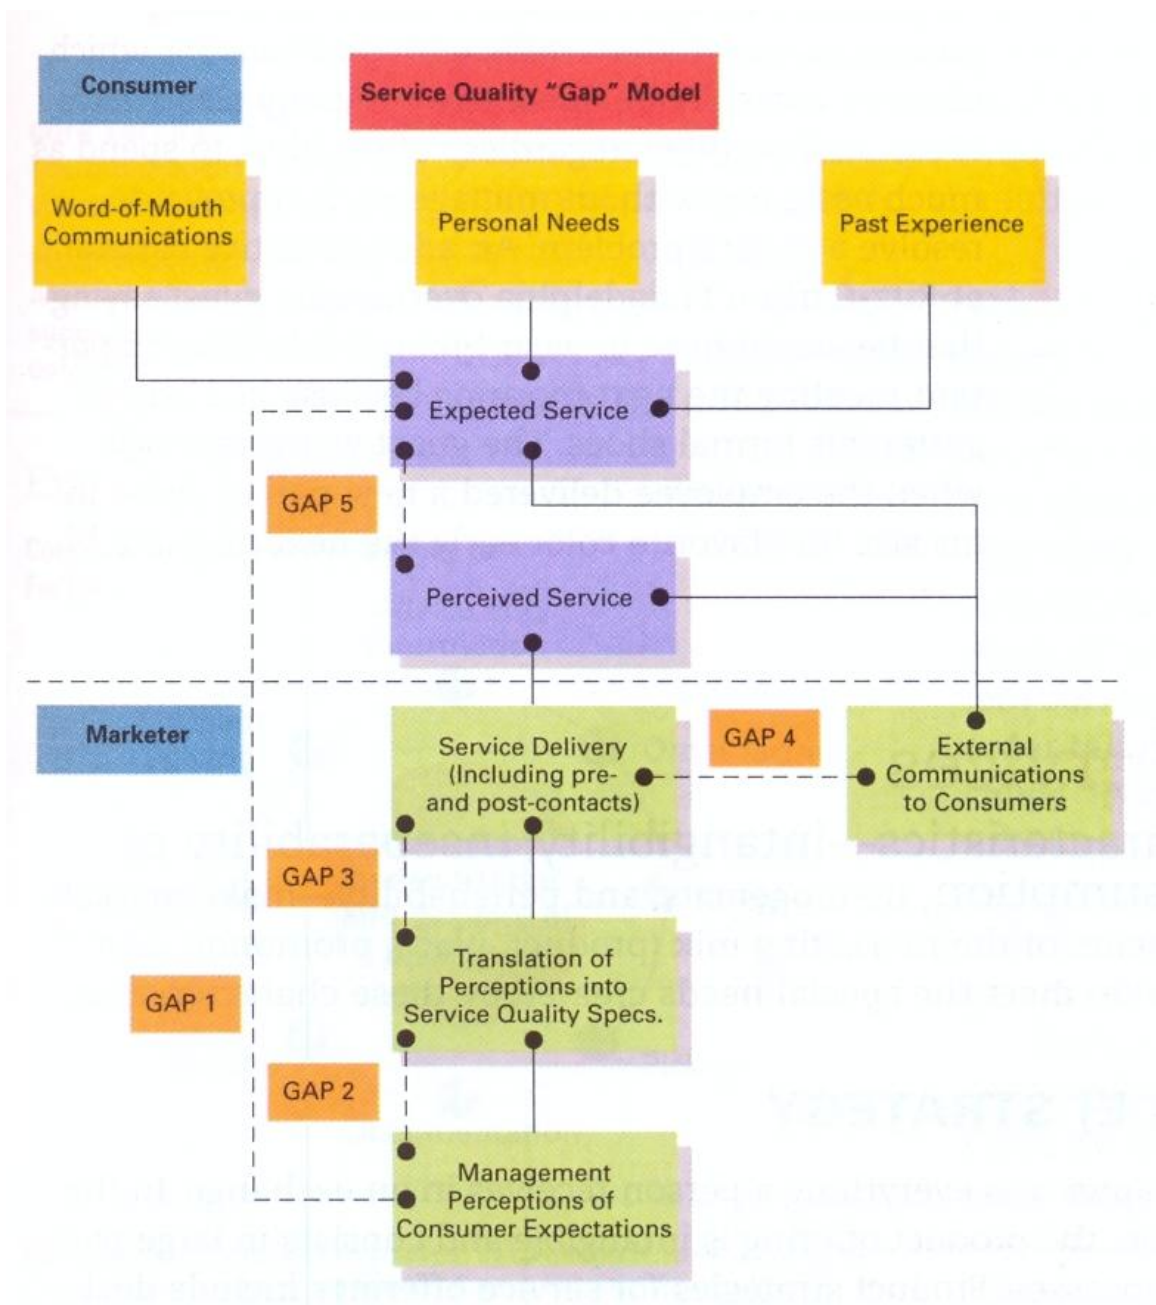 Consumer
Service Quality “Gap” Model
Word-of-Mouth
Communications
Personal Needs
Past Experience
Expected Service
GAP 5
Perceived Service
Marketer
Service Delivery
(Including pre-
and post-contacts)
GAP 4
External
Communications
to Consumers
GAP 3
Translation of
Perceptions into
Service Quality Specs.
GAP 1
GAP 2
Management
Perceptions of
Consumer Expectations